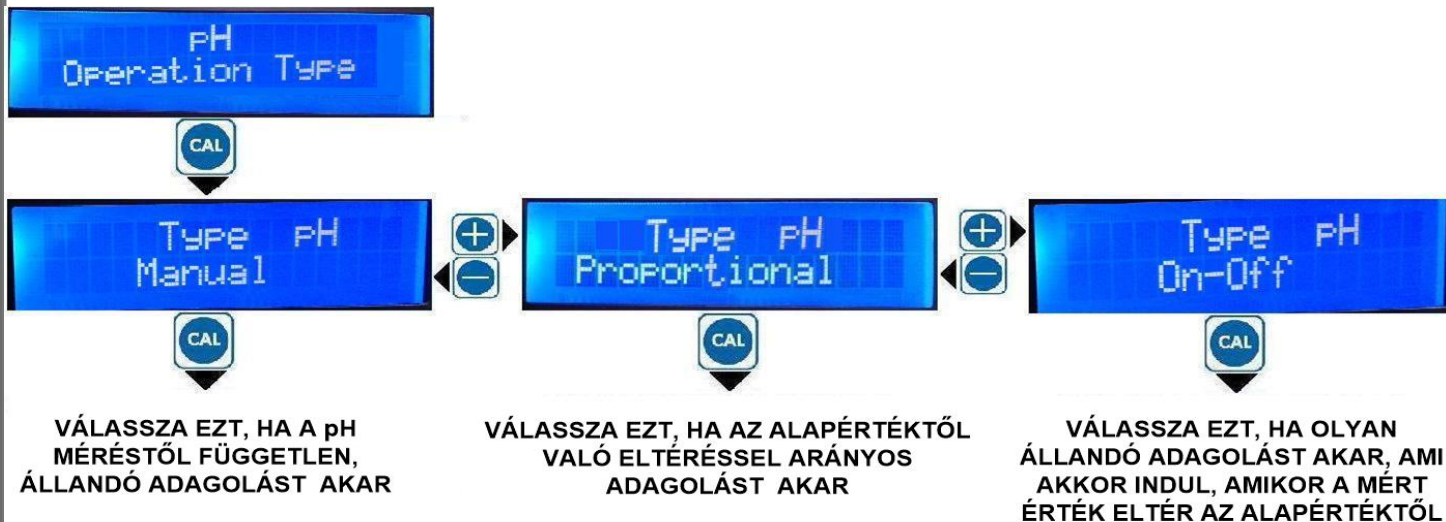 pH
Operation Type
CAL
Type pH
Manual
+
−
Type pH
Proportional
+
−
Type pH
On-Off
CAL
CAL
CAL
VÁLASSZA EZT, HA A pH
MÉRÉSTŐL FÜGGETLEN,
ÁLLANDÓ ADAGOLÁST AKAR
VÁLASSZA EZT, HA AZ ALAPÉRTÉKTŐL
VALÓ ELTÉRÉSSEL ARÁNYOS
ADAGOLÁST AKAR
VÁLASSZA EZT, HA OLYAN
ÁLLANDÓ ADAGOLÁST AKAR, AMI
AKKOR INDUL, AMIKOR A MÉRT
ÉRTÉK ELTÉR AZ ALAPÉRTÉKTŐL